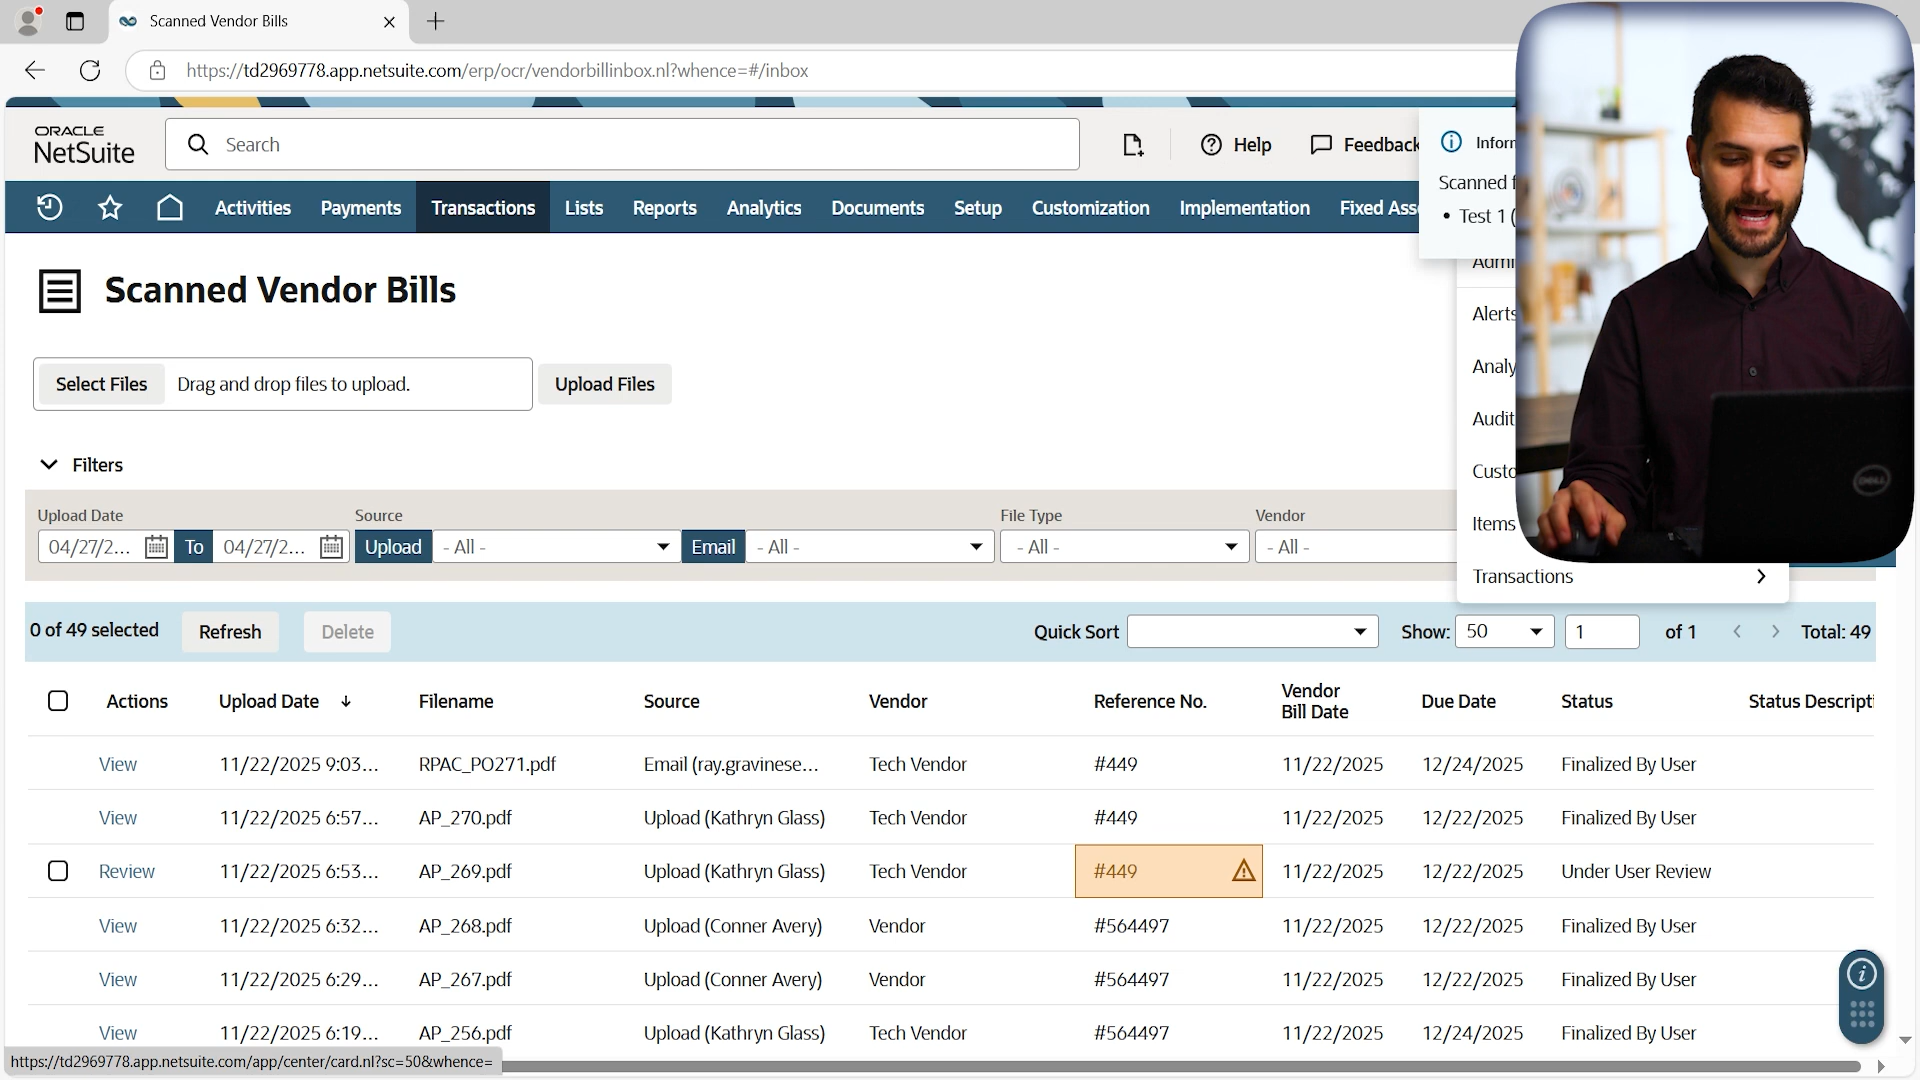 Scanned Vendor Bills
https://td2969778.app.netsuite.com/erp/ocr/vendorbillinbox.nl?whence=#/inbox
ORACLE
NetSuite
Search
Help
Feedback
Scanned
• Test 1 (
Activities
Payments
Transactions
Lists
Reports
Analytics
Documents
Setup
Customization
Implementation
Fixed
Alerts
Audit
Items
Transactions
Scanned Vendor Bills
Select Files
Drag and drop files to upload.
Upload Files
Filters
Upload Date
Source
File Type
Vendor
04/27/2...
To
04/27/2...
Upload
- All -
Email
- All -
- All -
- All -
0 of 49 selected
Refresh
Delete
Quick Sort
Show:
50
1
of 1
Total: 49
Actions
Upload Date
Filename
Source
Vendor
Reference No.
Vendor
Bill Date
Due Date
Status
Status Descripti
View 11/22/2025 9:03... RPAC_PO271.pdf Email (ray.gravinese... Tech Vendor #449 11/22/2025 12/24/2025 Finalized By User
View 11/22/2025 6:57... AP_270.pdf Upload (Kathryn Glass) Tech Vendor #449 11/22/2025 12/22/2025 Finalized By User
Review 11/22/2025 6:53... AP_269.pdf Upload (Kathryn Glass) Tech Vendor #449 11/22/2025 12/22/2025 Under User Review
View 11/22/2025 6:32... AP_268.pdf Upload (Conner Avery) Vendor #564497 11/22/2025 12/22/2025 Finalized By User
View 11/22/2025 6:29... AP_267.pdf Upload (Conner Avery) Vendor #564497 11/22/2025 12/22/2025 Finalized By User
View 11/22/2025 6:19... AP_256.pdf Upload (Kathryn Glass) Tech Vendor #564497 11/22/2025 12/24/2025 Finalized By User
https://td2969778.app.netsuite.com/app/center/card.nl?sc=50&whence=
DELL